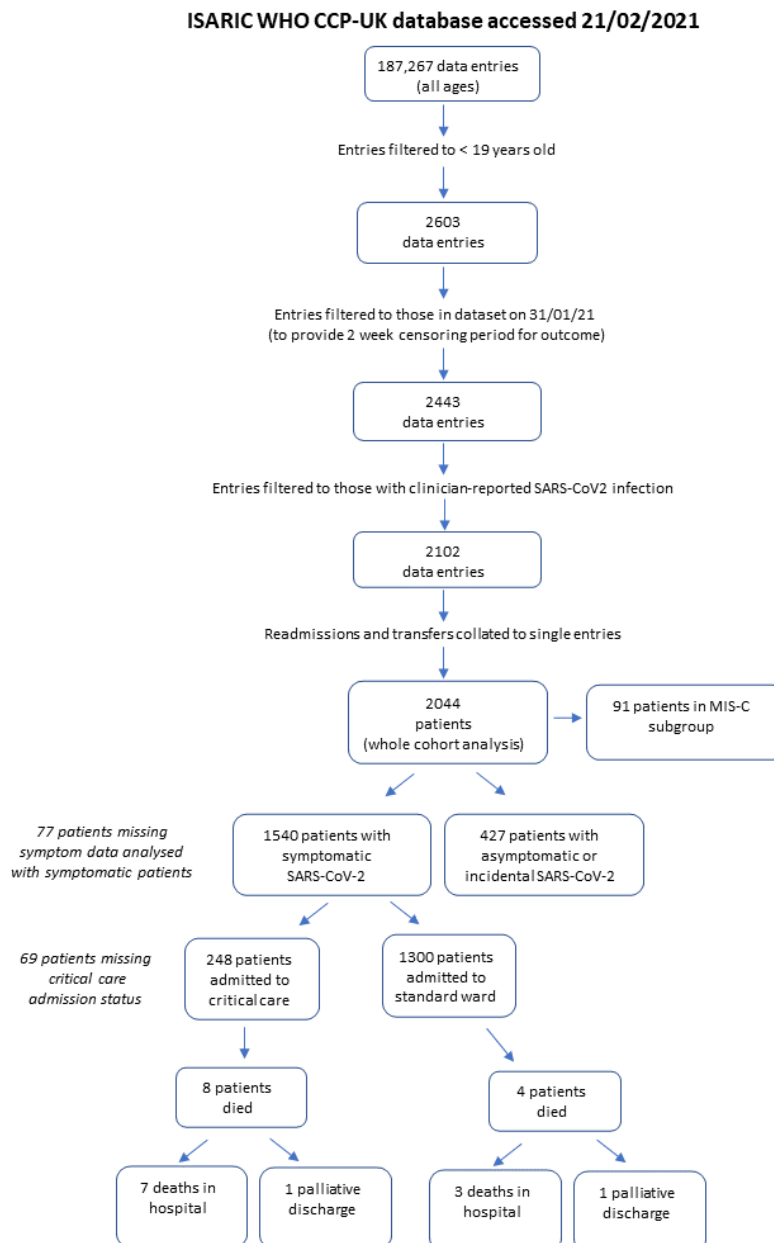 ISARIC WHO CCP-UK database accessed 21/02/2021
187,267 data entries
(all ages)
Entries filtered to < 19 years old
2603
data entries
Entries filtered to those in dataset on 31/01/21
(to provide 2 week censoring period for outcome)
2443
data entries
Entries filtered to those with clinician-reported SARS-CoV2 infection
2102
data entries
Readmissions and transfers collated to single entries
2044
patients
(whole cohort analysis)
91 patients in MIS-C
subgroup
77 patients missing
symptom data analysed
with symptomatic patients
1540 patients with
symptomatic
SARS-CoV-2
427 patients with
asymptomatic or
incidental SARS-CoV-2
69 patients missing
critical care
admission status
248 patients
admitted to
critical care
1300 patients
admitted to
standard ward
8 patients
died
4 patients
died
7 deaths in
hospital
1 palliative
discharge
3 deaths in
hospital
1 palliative
discharge